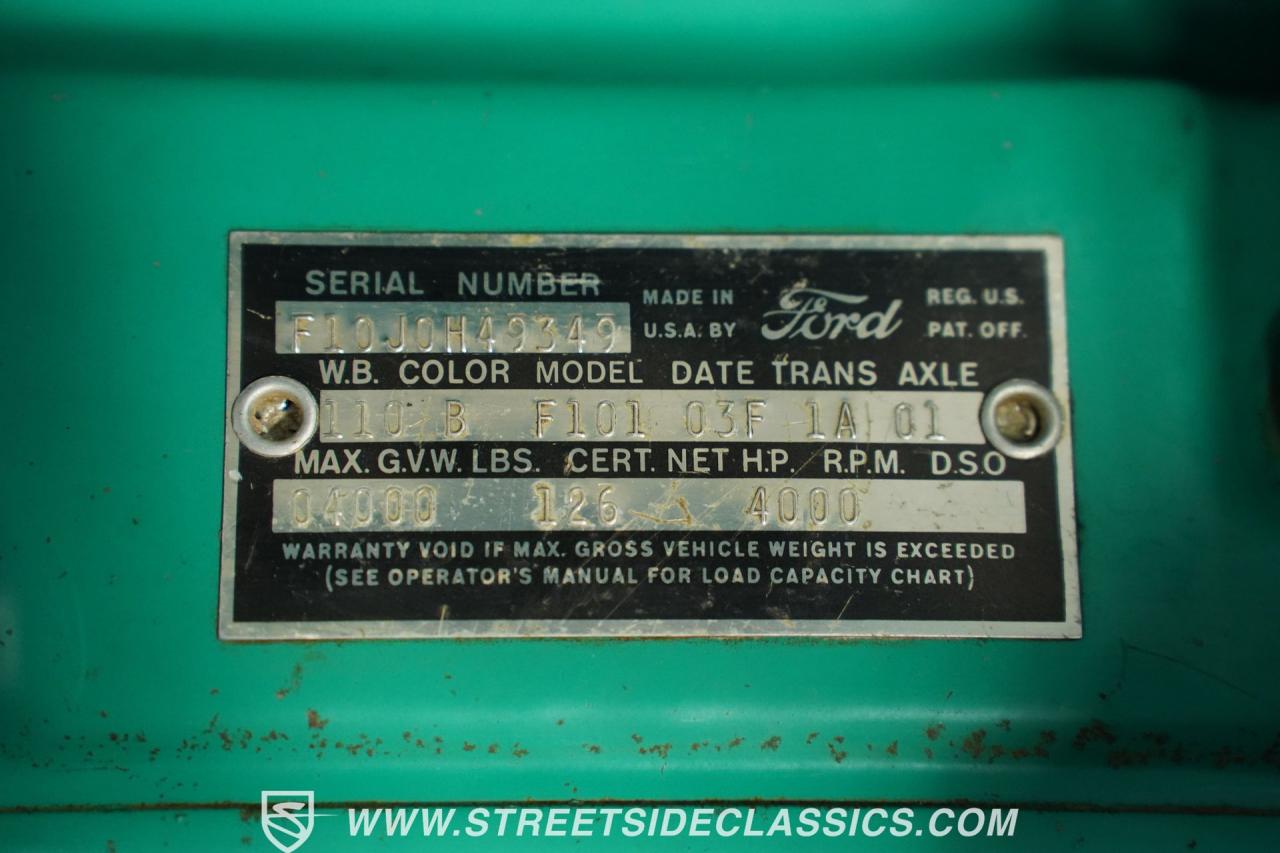 SERIAL NUMBER
MADE IN
U.S.A. BY
Ford
REG. U.S.
PAT. OFF.
F10J0H49349
W.B. COLOR MODEL DATE TRANS AXLE
110 B F101 03F 1A 01
MAX. G.V.W. LBS. CERT. NET H.P. R.P.M. D.S.O
04000 126 4000
WARRANTY VOID IF MAX. GROSS VEHICLE WEIGHT IS EXCEEDED
(SEE OPERATOR'S MANUAL FOR LOAD CAPACITY CHART)
WWW.STREETSIDECLASSICS.COM